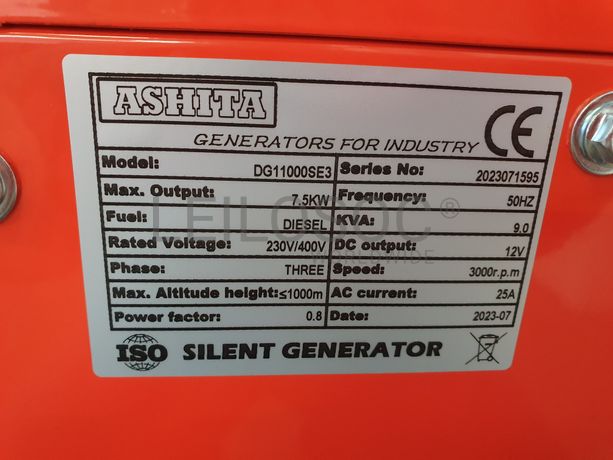 ASHITA
GENERATORS FOR INDUSTRY CE
Model: DG11000SE3 Series No: 2023071595
Max. Output: 7.5KW Frequency: 50HZ
Fuel: DIESEL KVA: 9.0
LEILOSOC®
Rated Voltage: 230V/400V DC output: 12V
WORLDWIDE
Phase: THREE Speed: 3000r.p.m
Max. Altitude height:≤1000m AC current: 25A
Power factor: 0.8 Date: 2023-07
ISO SILENT GENERATOR